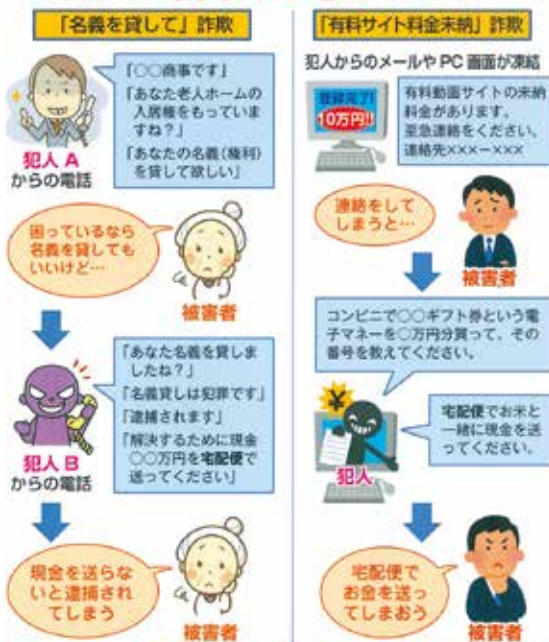 「名義を貸して」詐欺
「○○商事です」
「あなた老人ホームの
入居権をもっていま
すね？」
「あなたの名義（権利）
を貸して欲しい」
犯人 A
からの電話
困っているなら
名義を貸しても
いいけど…
被害者
「あなた名義を貸しま
したね？」
「名義貸しは犯罪です」
「逮捕されます」
「解決するために現金
○○万円を宅配便で
送ってください」
犯人 B
からの電話
現金を送らな
いと逮捕され
てしまう
被害者
「有料サイト料金未納」詐欺
犯人からのメールや PC 画面が凍結
登録完了!
10万円!!
有料動画サイトの未納
料金があります。
至急連絡をください。
連絡先×××－×××
連絡をして
しまうと…
被害者
コンビニで○○ギフト券という電
子マネーを○万円分買って、その
番号を教えてください。
¥
宅配便でお米と
一緒に現金を送
ってください。
犯人
宅配便で
お金を送っ
てしまおう
被害者